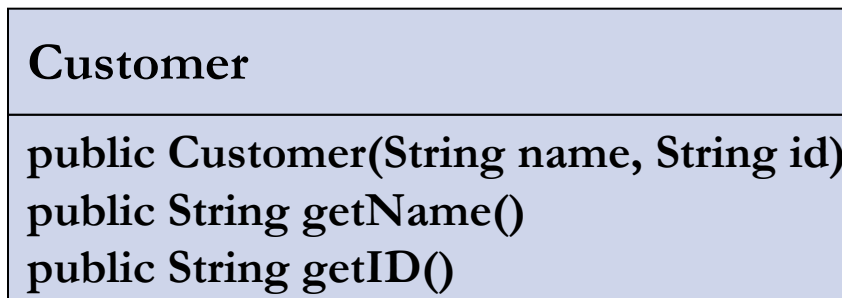 Customer
public Customer(String name, String id)
public String getName()
public String getID()